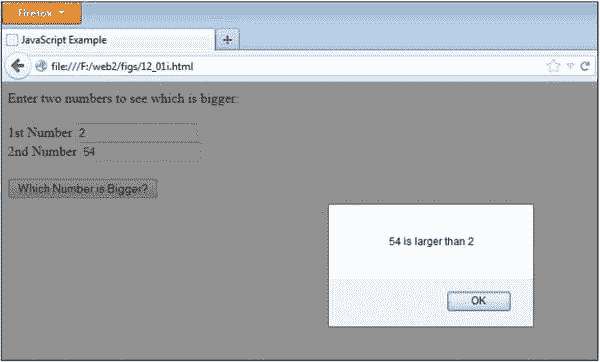 Firefox
JavaScript Example
file:///F:/web2/figs/12_01i.html
Enter two numbers to see which is bigger:
1st Number 2
2nd Number 54
Which Number is Bigger?
54 is larger than 2
OK